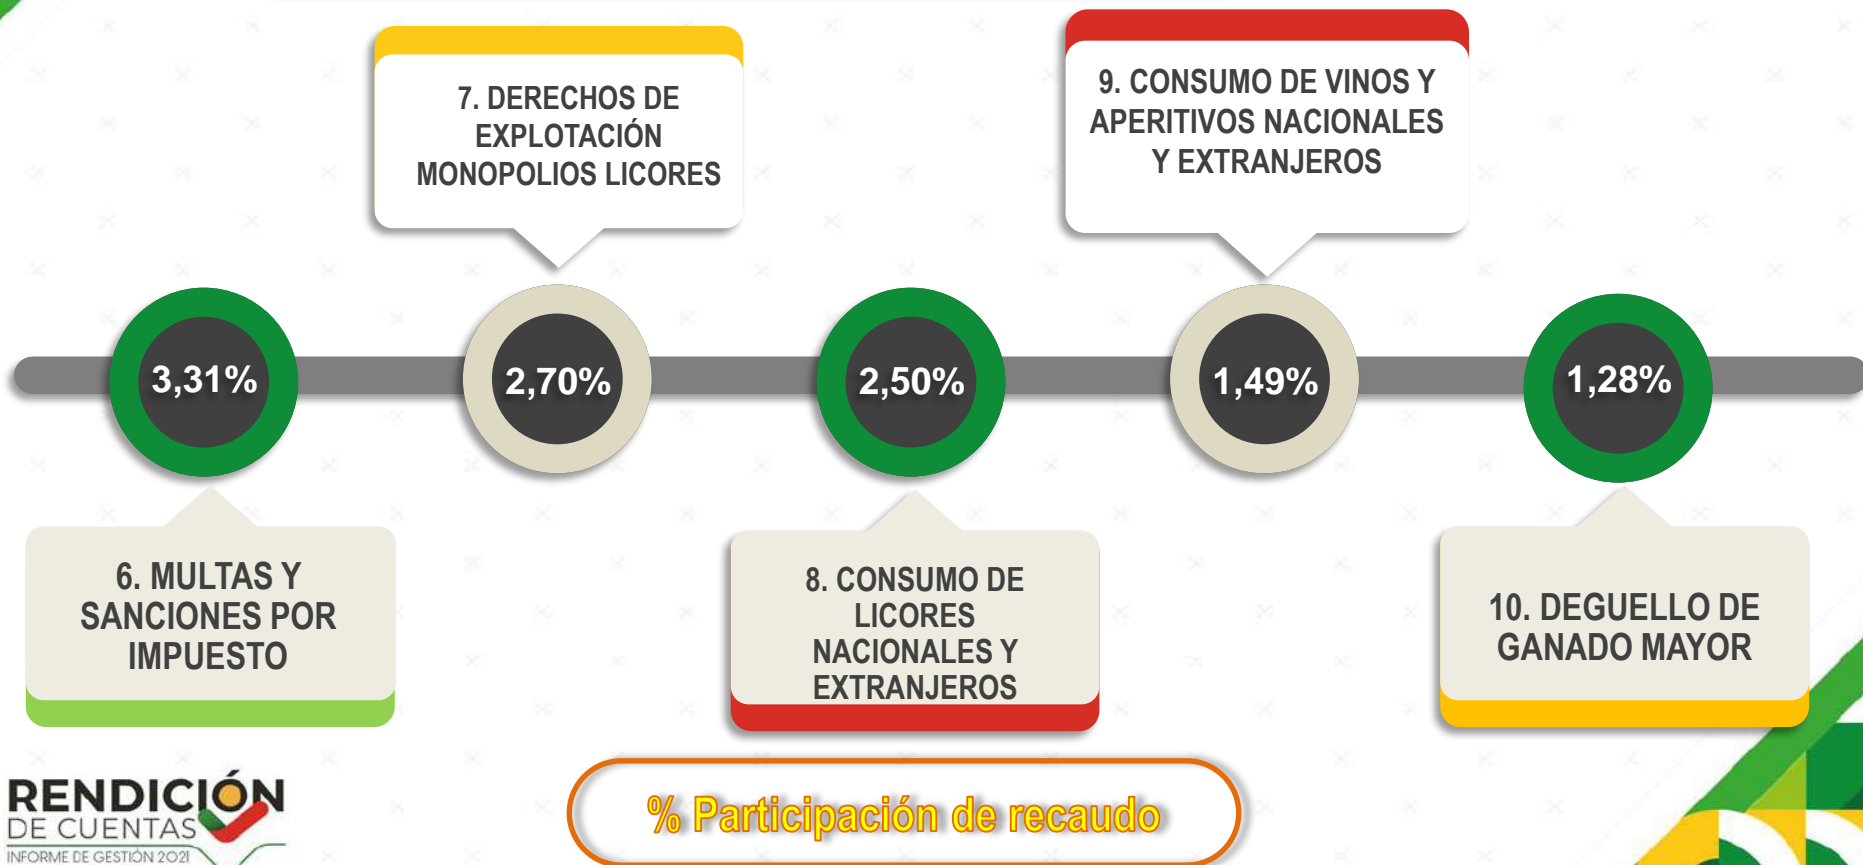 7. DERECHOS DE
EXPLOTACIÓN
MONOPOLIOS LICORES
9. CONSUMO DE VINOS Y
APERITIVOS NACIONALES
Y EXTRANJEROS
3,31%
2,70%
2,50%
1,49%
1,28%
6. MULTAS Y
SANCIONES POR
IMPUESTO
8. CONSUMO DE
LICORES
NACIONALES Y
EXTRANJEROS
10. DEGUELLO DE
GANADO MAYOR
RENDICIÓN
DE CUENTAS
INFORME DE GESTIÓN 2021
% Participación de recaudo